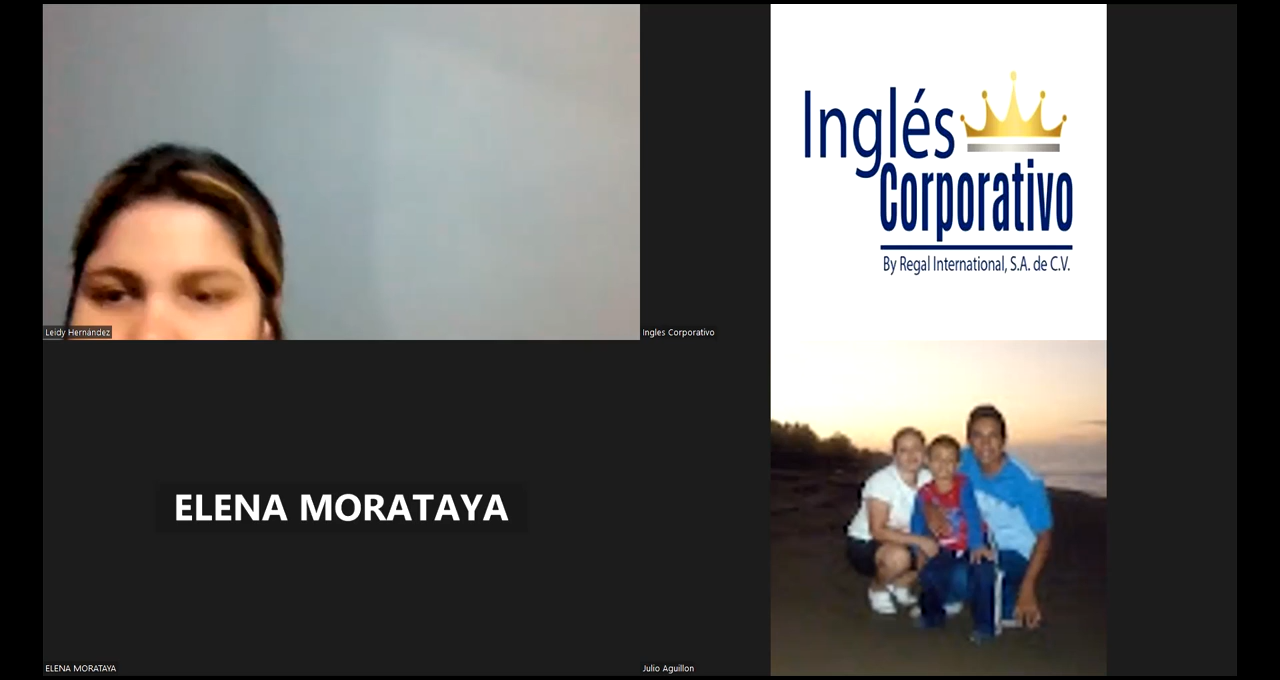 Inglés
Corporativo
By Regal International, S.A. de C.V.
Leidy Hernández
Ingles Corporativo
ELENA MORATAYA
ELENA MORATAYA
Julio Aguillon